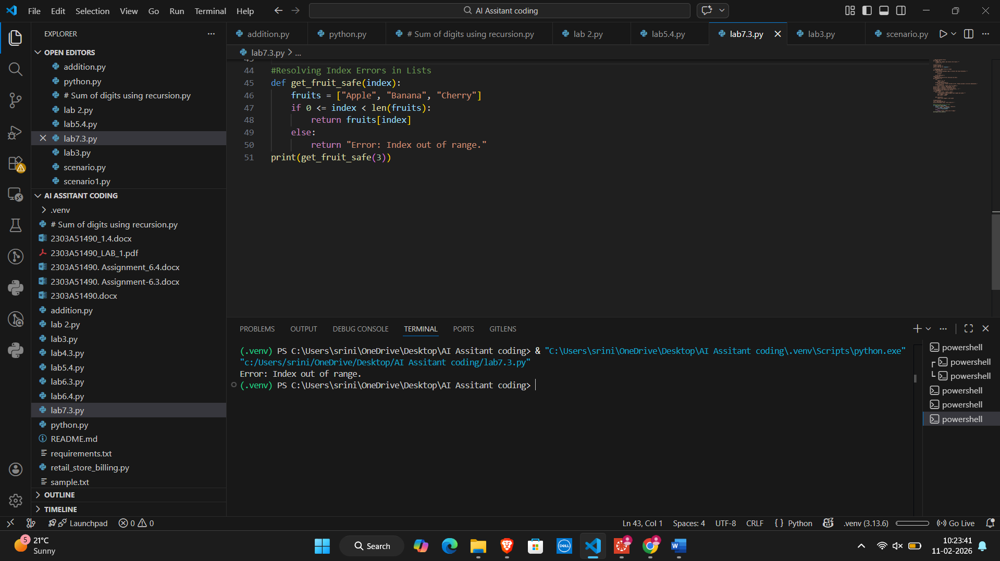 File Edit Selection View Go Run Terminal Help
AI Assitant coding
EXPLORER
OPEN EDITORS
addition.py
python.py
# Sum of digits using recursion.py
lab 2.py
lab5.4.py
lab7.3.py
lab3.py
scenario.py
scenario1.py
AI ASSITANT CODING
.venv
# Sum of digits using recursion.py
2303A51490_1.4.docx
2303A51490_LAB_1.pdf
2303A51490. Assignment_6.4.docx
2303A51490. Assignment-6.3.docx
2303A51490.docx
addition.py
lab 2.py
lab3.py
lab4.3.py
lab5.4.py
lab6.3.py
lab6.4.py
lab7.3.py
python.py
README.md
requirements.txt
retail_store_billing.py
sample.txt
OUTLINE
TIMELINE
addition.py python.py # Sum of digits using recursion.py lab 2.py lab5.4.py lab7.3.py lab3.py scenario.py
lab7.3.py > ...
44 #Resolving Index Errors in Lists
45 def get_fruit_safe(index):
46 fruits = ["Apple", "Banana", "Cherry"]
47 if 0 <= index < len(fruits):
48 return fruits[index]
49 else:
50 return "Error: Index out of range."
51 print(get_fruit_safe(3))
PROBLEMS OUTPUT DEBUG CONSOLE TERMINAL PORTS GITLENS
(.venv) PS C:\Users\srini\OneDrive\Desktop\AI Assitant coding> & "C:\Users\srini\OneDrive\Desktop\AI Assitant coding\.venv\Scripts\python.exe"
"c:/Users/srini/OneDrive/Desktop/AI Assitant coding/lab7.3.py"
Error: Index out of range.
(.venv) PS C:\Users\srini\OneDrive\Desktop\AI Assitant coding>
powershell
powershell
powershell
powershell
powershell
powershell
Launchpad 0 0 Ln 43, Col 1 Spaces: 4 UTF-8 CRLF {} Python .venv (3.13.6) Go Live
5 21°C
Sunny
Search
DELL
10:23:41
11-02-2026